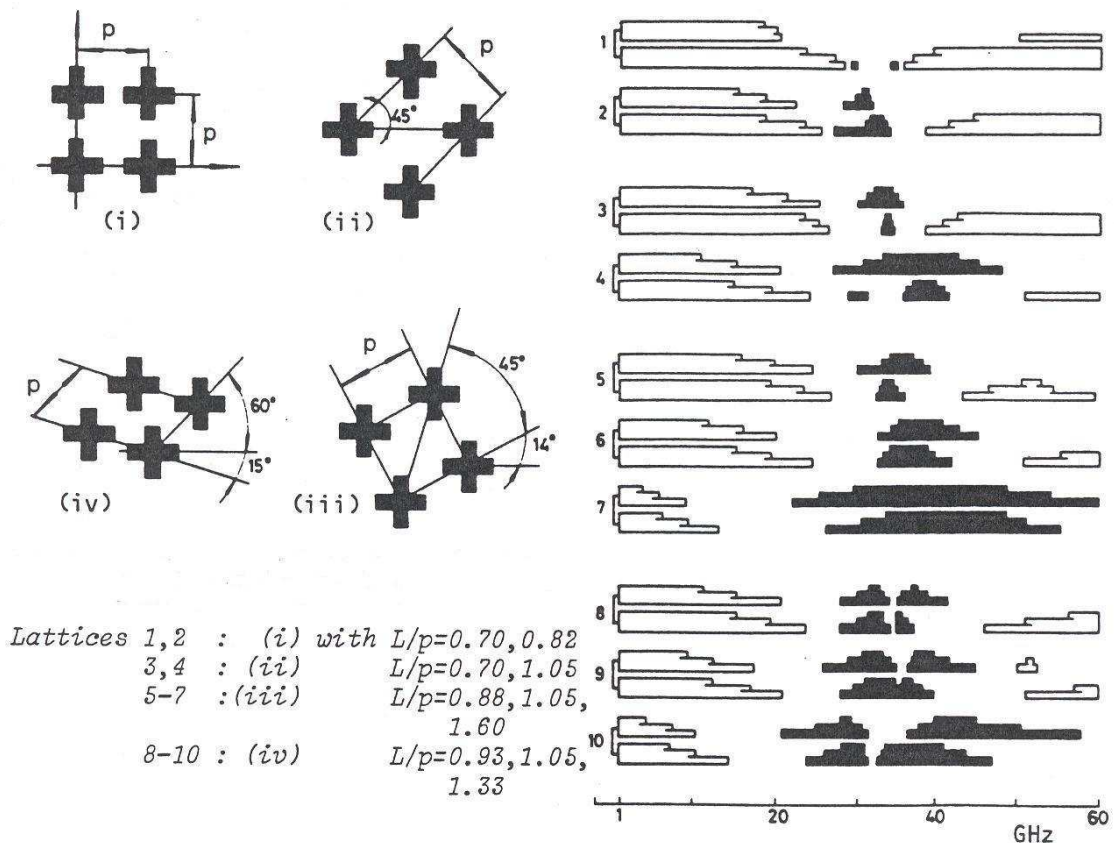 p
p
(i)
p
45°
(ii)
p
60°
15°
(iv)
p
45°
14°
(iii)
Lattices 1,2 : (i) with L/p=0.70,0.82
3,4 : (ii) L/p=0.70,1.05
5-7 :(iii) L/p=0.88,1.05,
1.60
8-10 : (iv) L/p=0.93,1.05,
1.33
1
2
3
4
5
6
7
8
9
10
1 20 40 60
GHz